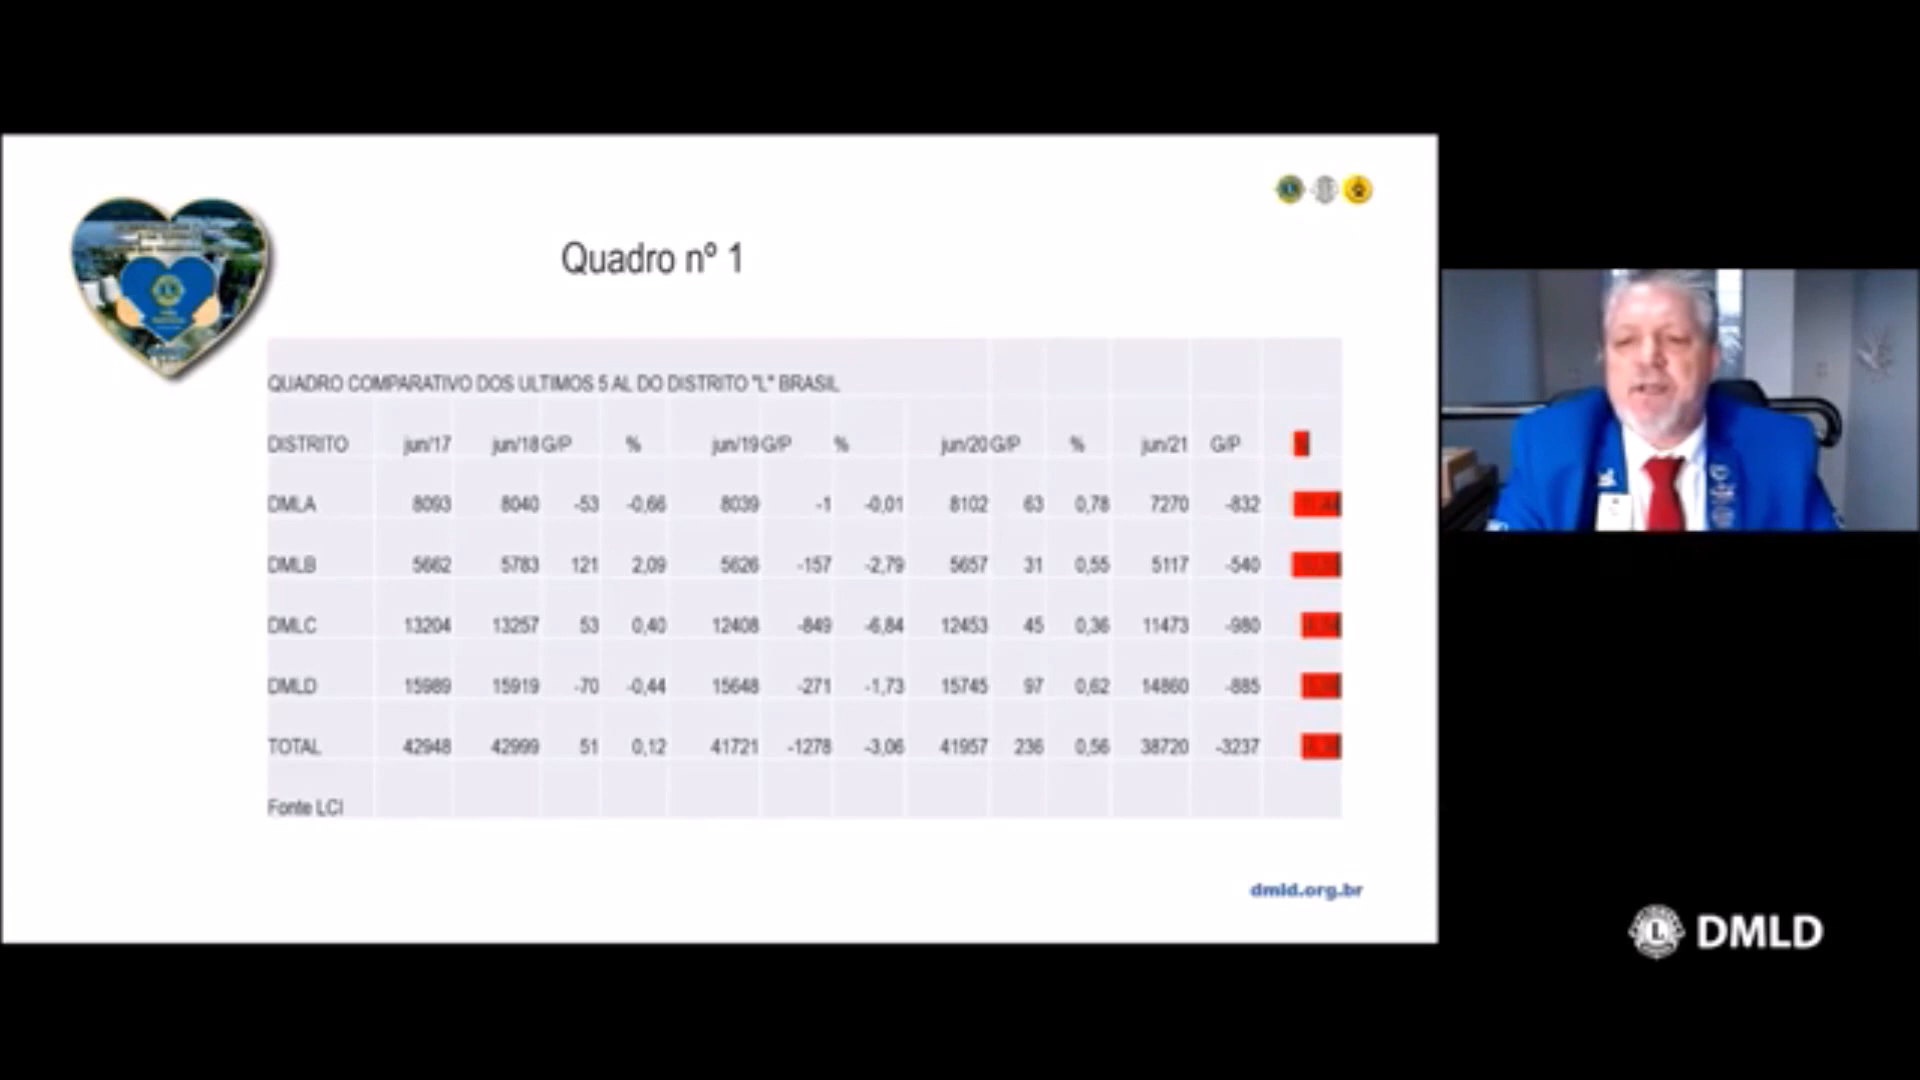 Quadro nº 1
QUADRO COMPARATIVO DOS ULTIMOS 5 AL DO DISTRITO "L" BRASIL
DISTRITO jun/17 jun/18 G/P % jun/19 G/P % jun/20 G/P % jun/21 G/P %
DMLA 8093 8040 -53 -0,66 8039 -1 -0,01 8102 63 0,78 7270 -832
DMLB 5662 5783 121 2,09 5626 -157 -2,79 5657 31 0,55 5117 -540
DMLC 13204 13257 53 0,40 12408 -849 -6,84 12453 45 0,36 11473 -980
DMLD 15989 15919 -70 -0,44 15648 -271 -1,73 15745 97 0,62 14860 -885
TOTAL 42948 42999 51 0,12 41721 -1278 -3,06 41957 236 0,56 38720 -3237
Fonte LCI
dmld.org.br
L DMLD